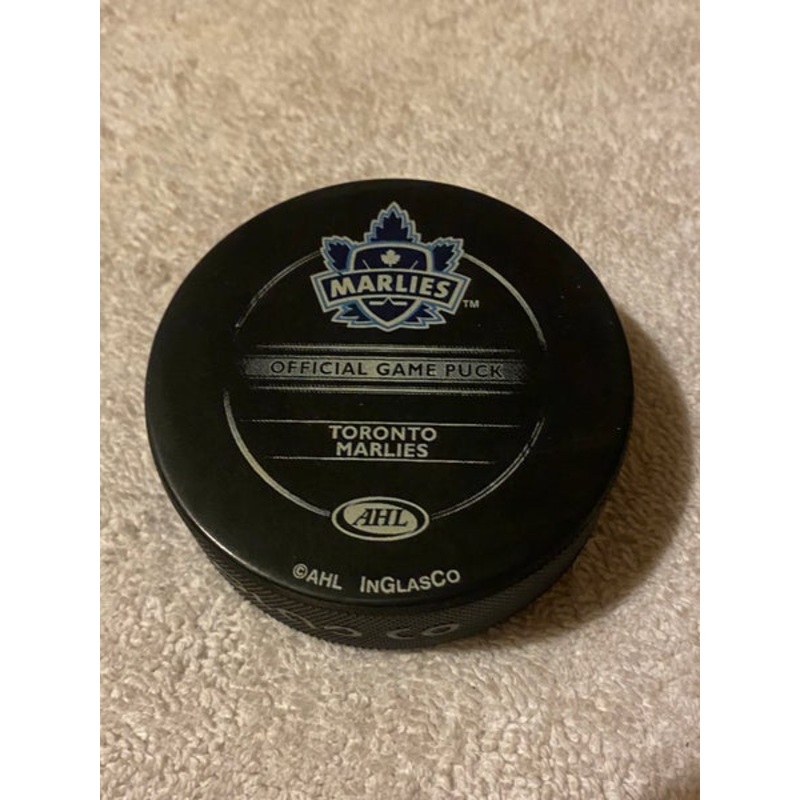 MARLIES
TM
OFFICIAL GAME PUCK
TORONTO
MARLIES
AHL
©AHL INGLASCO